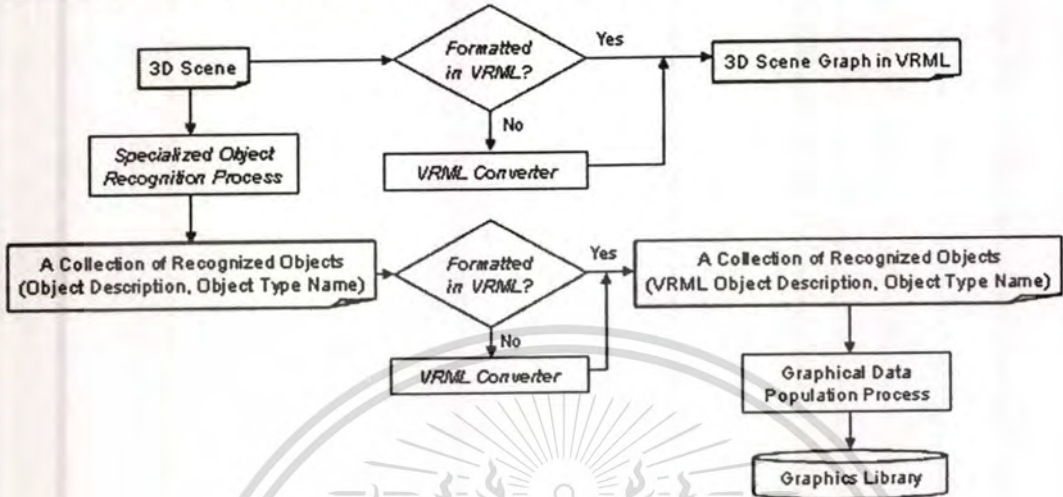 3D Scene
Formatted
in VRML?
Yes
3D Scene Graph in VRML
No
VRML Converter
Specialized Object
Recognition Process
A Collection of Recognized Objects
(Object Description, Object Type Name)
Formatted
in VRML?
Yes
A Collection of Recognized Objects
(VRML Object Description, Object Type Name)
No
VRML Converter
Graphical Data
Population Process
Graphics Library